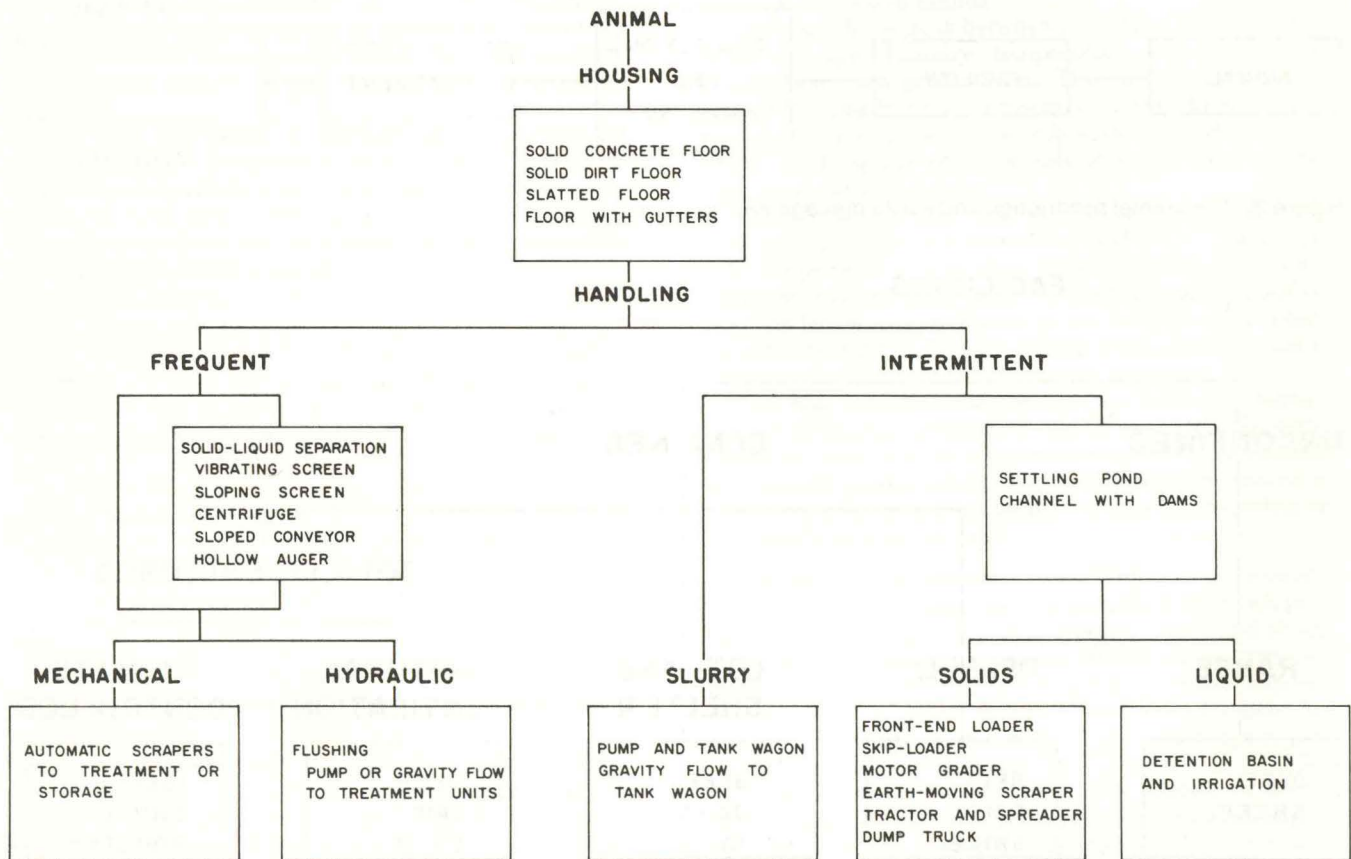 ANIMAL
HOUSING
SOLID CONCRETE FLOOR
SOLID DIRT FLOOR
SLATTED FLOOR
FLOOR WITH GUTTERS
HANDLING
FREQUENT
INTERMITTENT
SOLID-LIQUID SEPARATION
VIBRATING SCREEN
SLOPING SCREEN
CENTRIFUGE
SLOPED CONVEYOR
HOLLOW AUGER
SETTLING POND
CHANNEL WITH DAMS
MECHANICAL
HYDRAULIC
SLURRY
SOLIDS
LIQUID
AUTOMATIC SCRAPERS
TO TREATMENT OR
STORAGE
FLUSHING
PUMP OR GRAVITY FLOW
TO TREATMENT UNITS
PUMP AND TANK WAGON
GRAVITY FLOW TO
TANK WAGON
FRONT-END LOADER
SKIP-LOADER
MOTOR GRADER
EARTH-MOVING SCRAPER
TRACTOR AND SPREADER
DUMP TRUCK
DETENTION BASIN
AND IRRIGATION